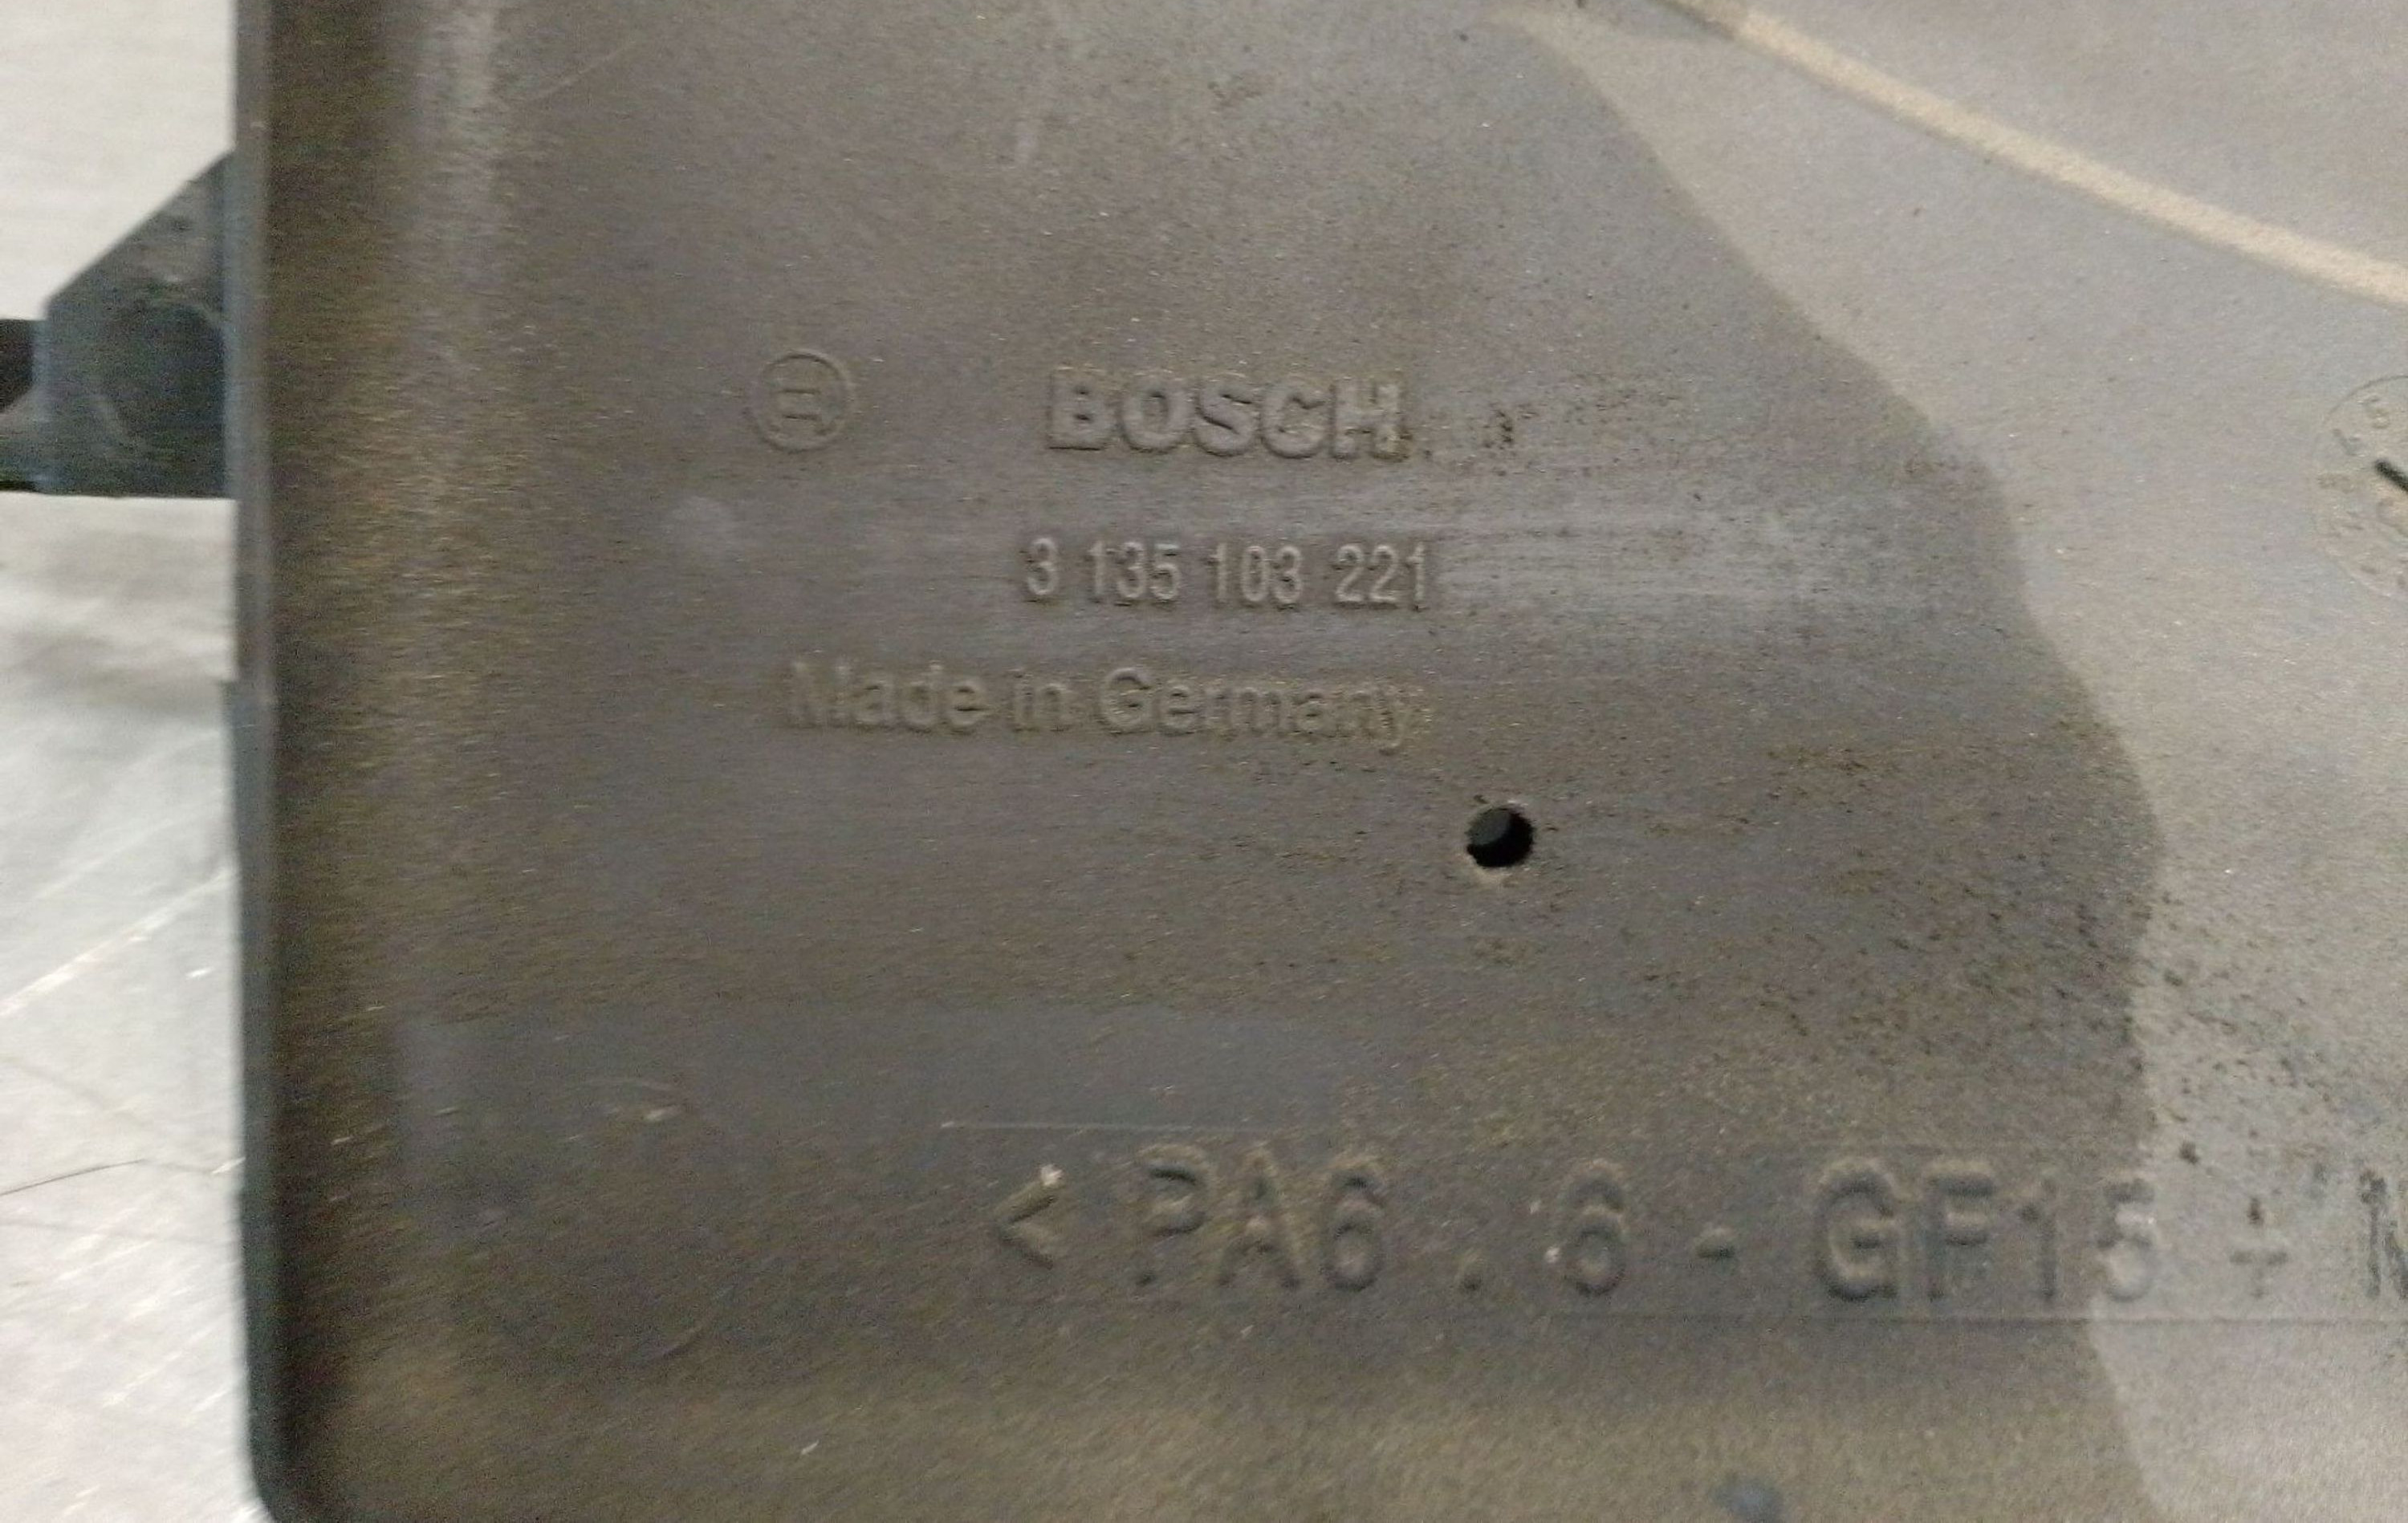 BOSCH
3 135 103 221
Made in Germany
< PA6 . 6 - GF15 +